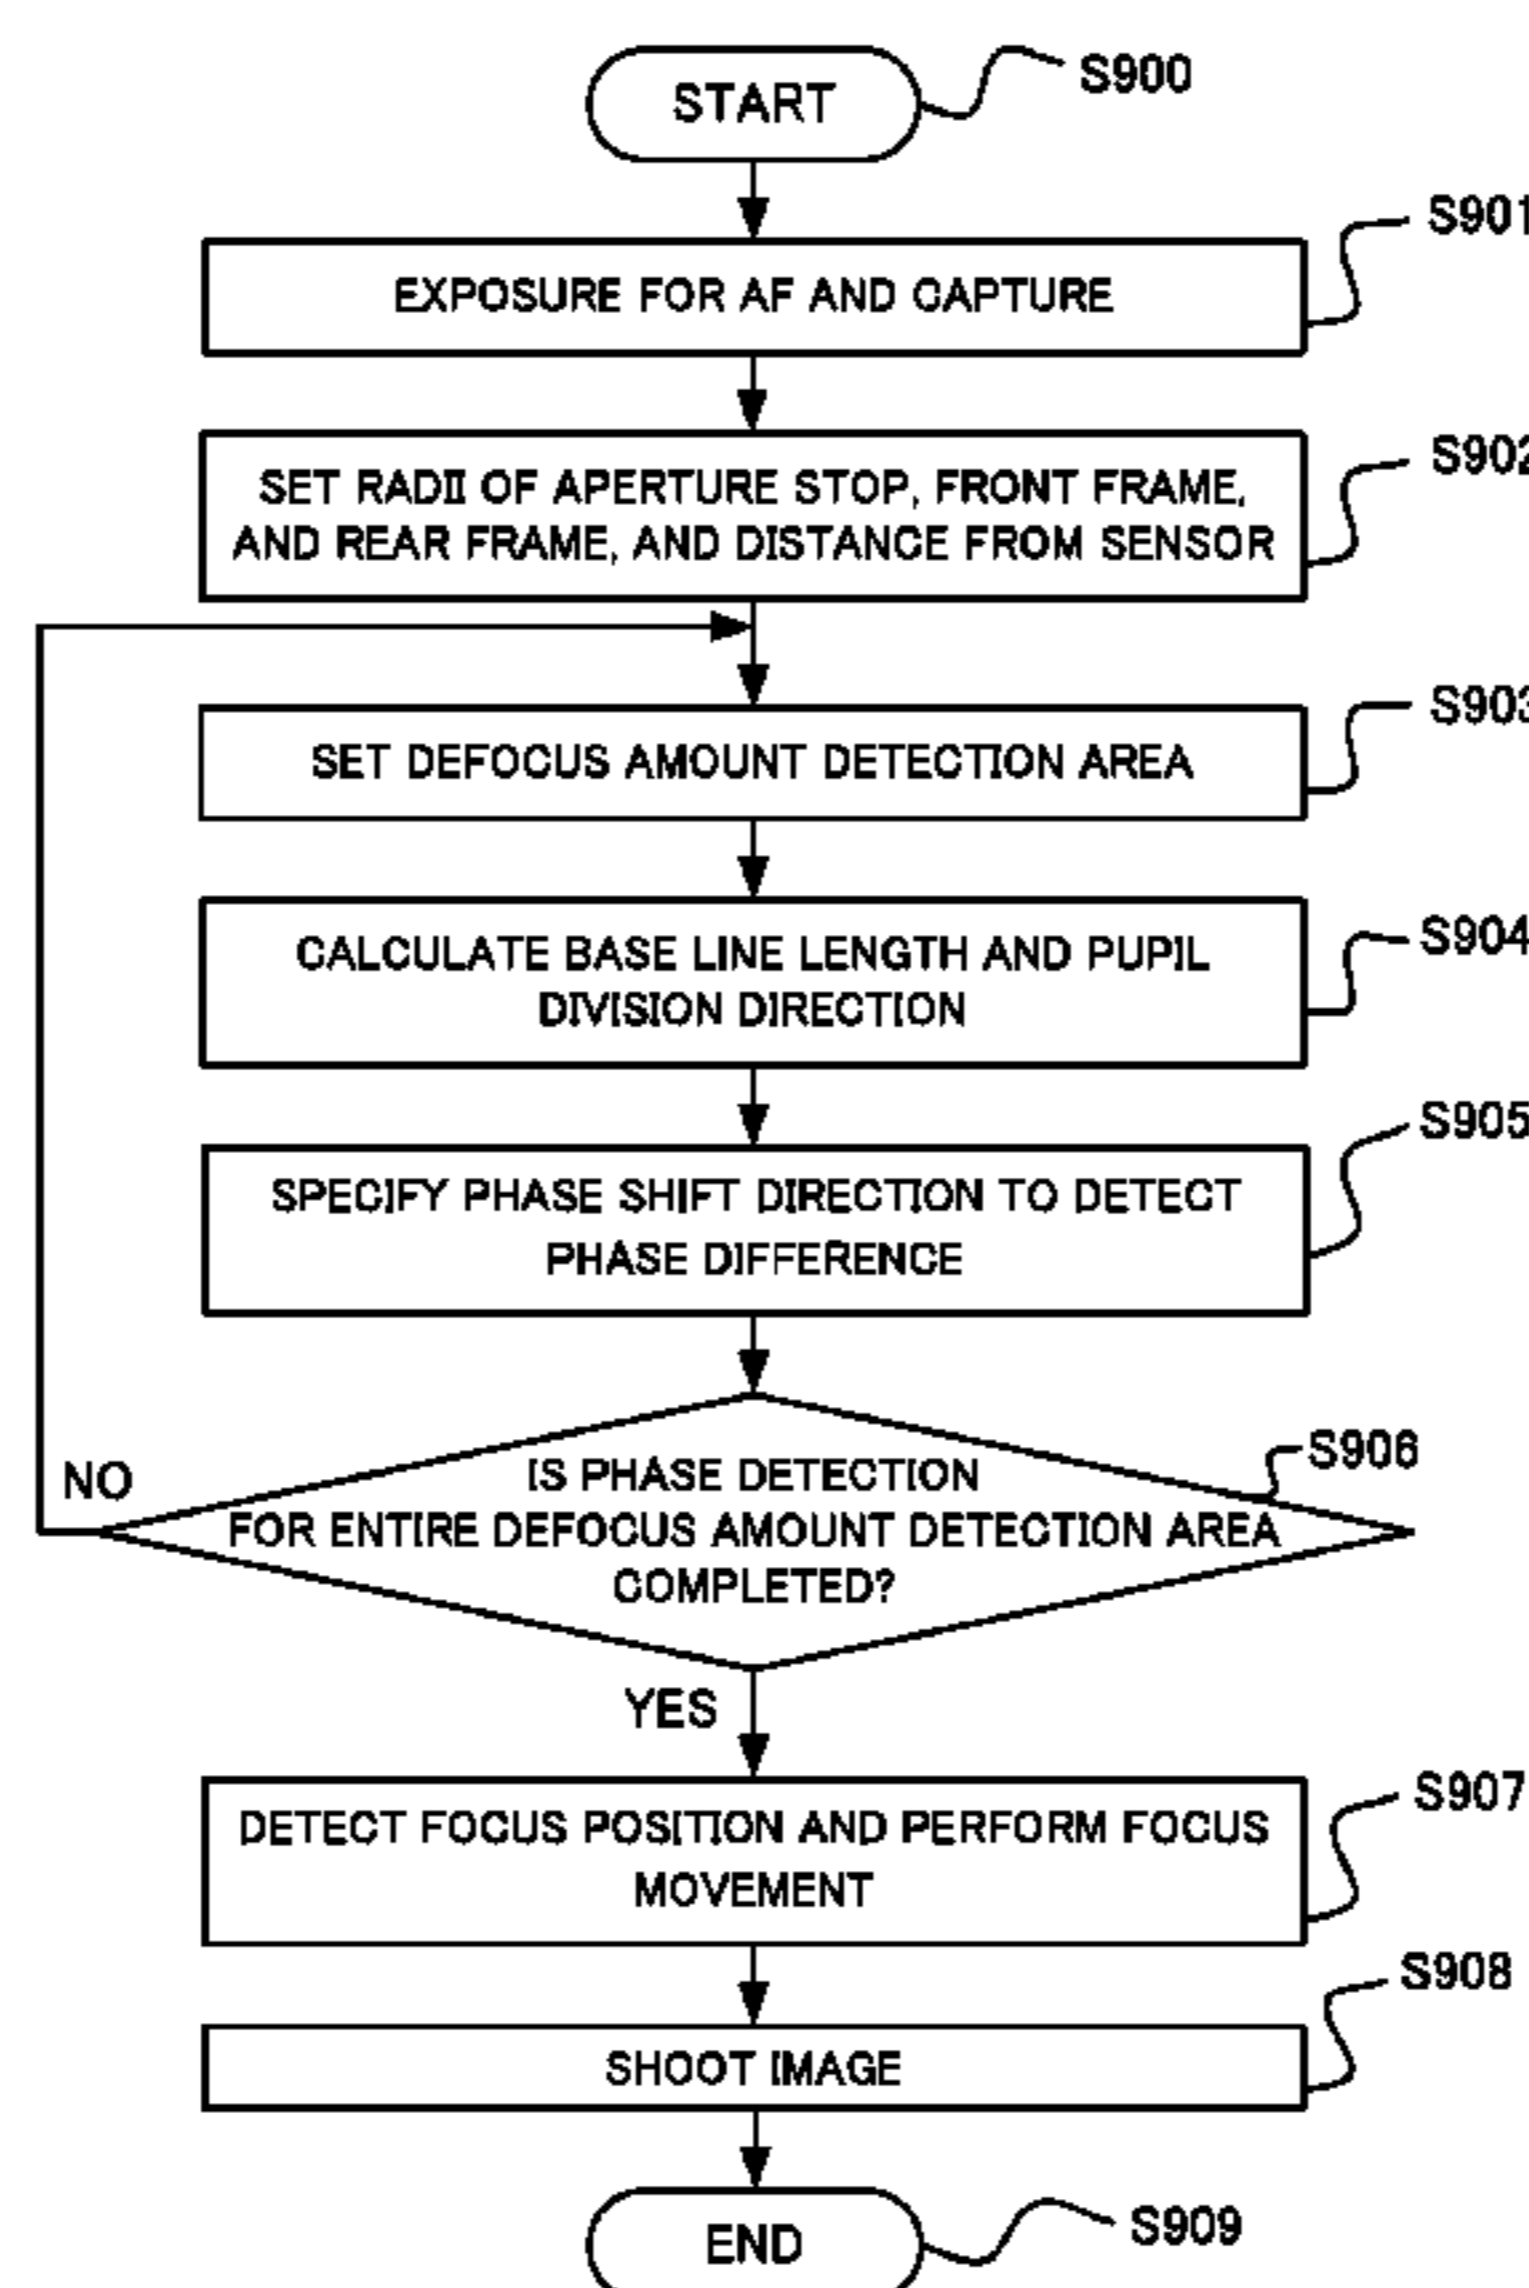 START
S900
S901
EXPOSURE FOR AF AND CAPTURE
S902
SET RADII OF APERTURE STOP, FRONT FRAME,
AND REAR FRAME, AND DISTANCE FROM SENSOR
S903
SET DEFOCUS AMOUNT DETECTION AREA
S904
CALCULATE BASE LINE LENGTH AND PUPIL
DIVISION DIRECTION
S905
SPECIFY PHASE SHIFT DIRECTION TO DETECT
PHASE DIFFERENCE
S906
NO
IS PHASE DETECTION
FOR ENTIRE DEFOCUS AMOUNT DETECTION AREA
COMPLETED?
YES
S907
DETECT FOCUS POSITION AND PERFORM FOCUS
MOVEMENT
S908
SHOOT IMAGE
END
S909